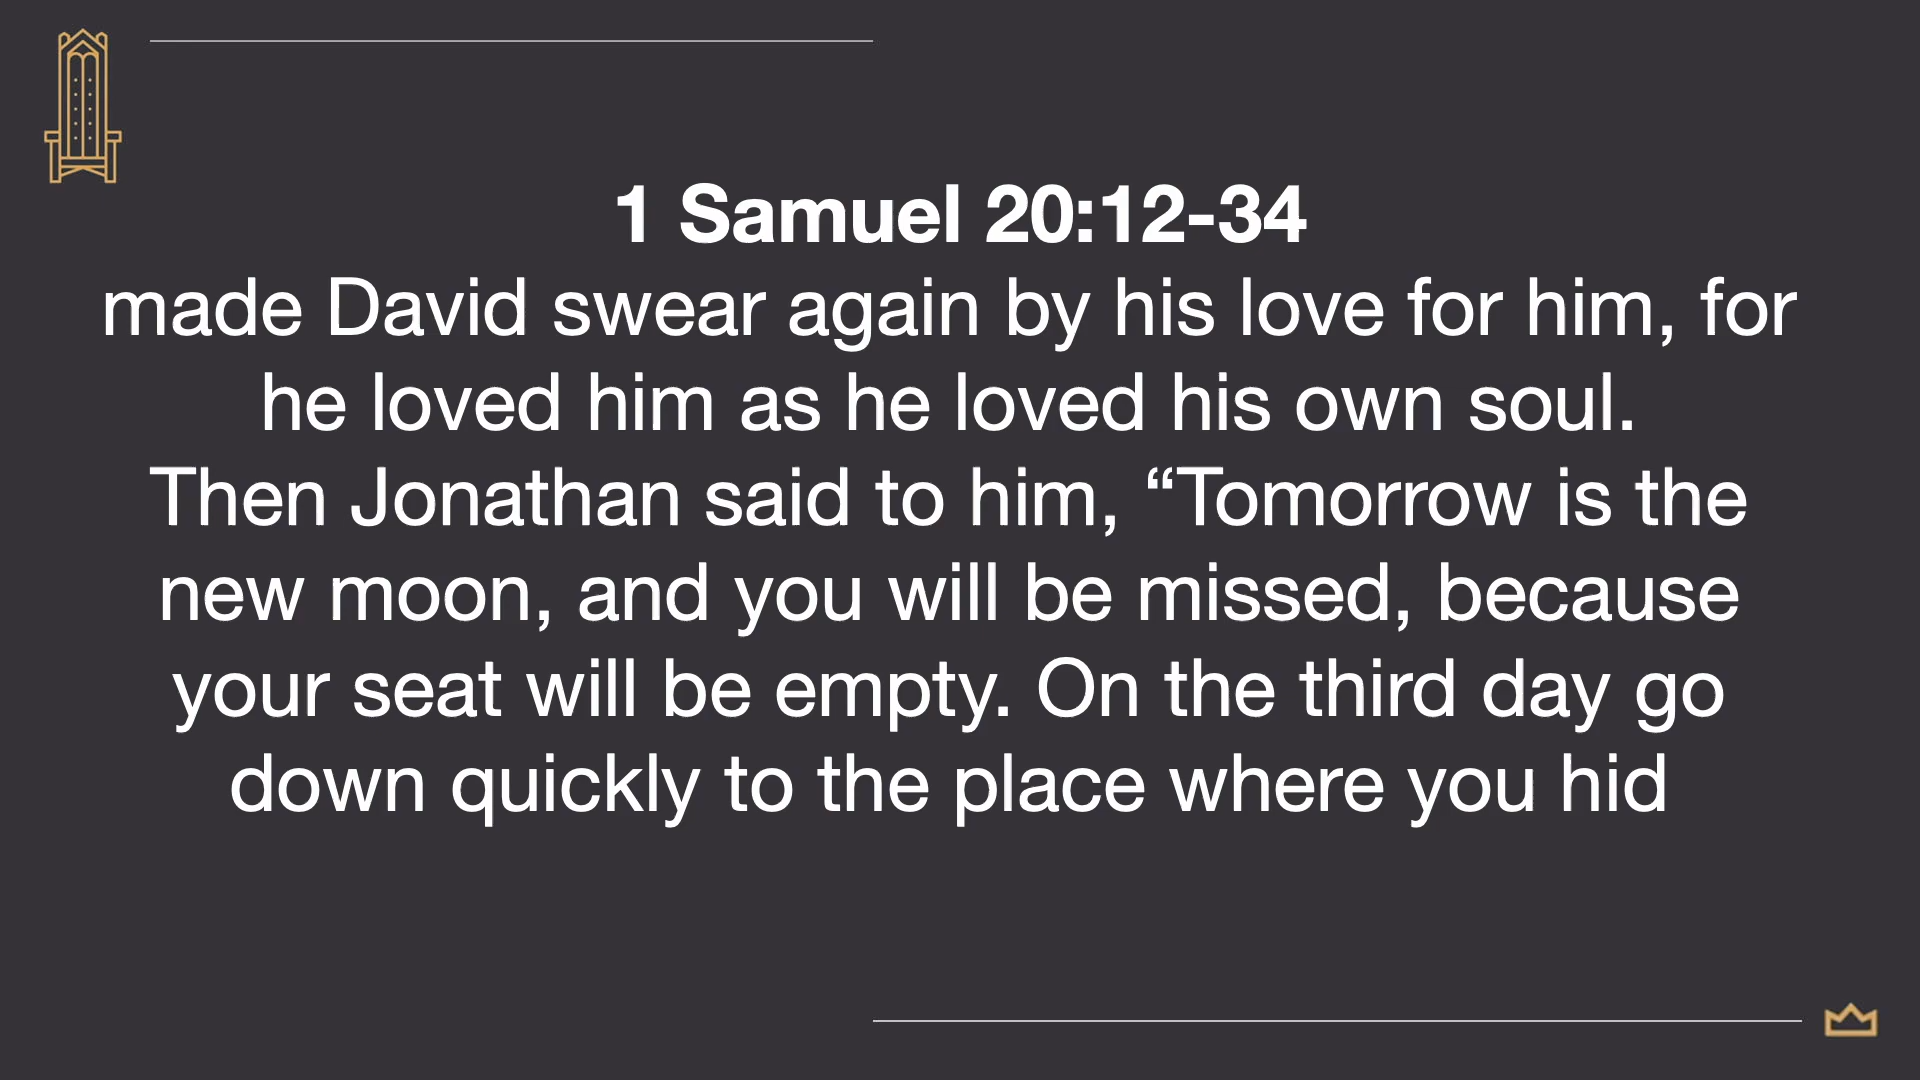 1 Samuel 20:12-34
made David swear again by his love for him, for
he loved him as he loved his own soul.
Then Jonathan said to him, “Tomorrow is the
new moon, and you will be missed, because
your seat will be empty. On the third day go
down quickly to the place where you hid